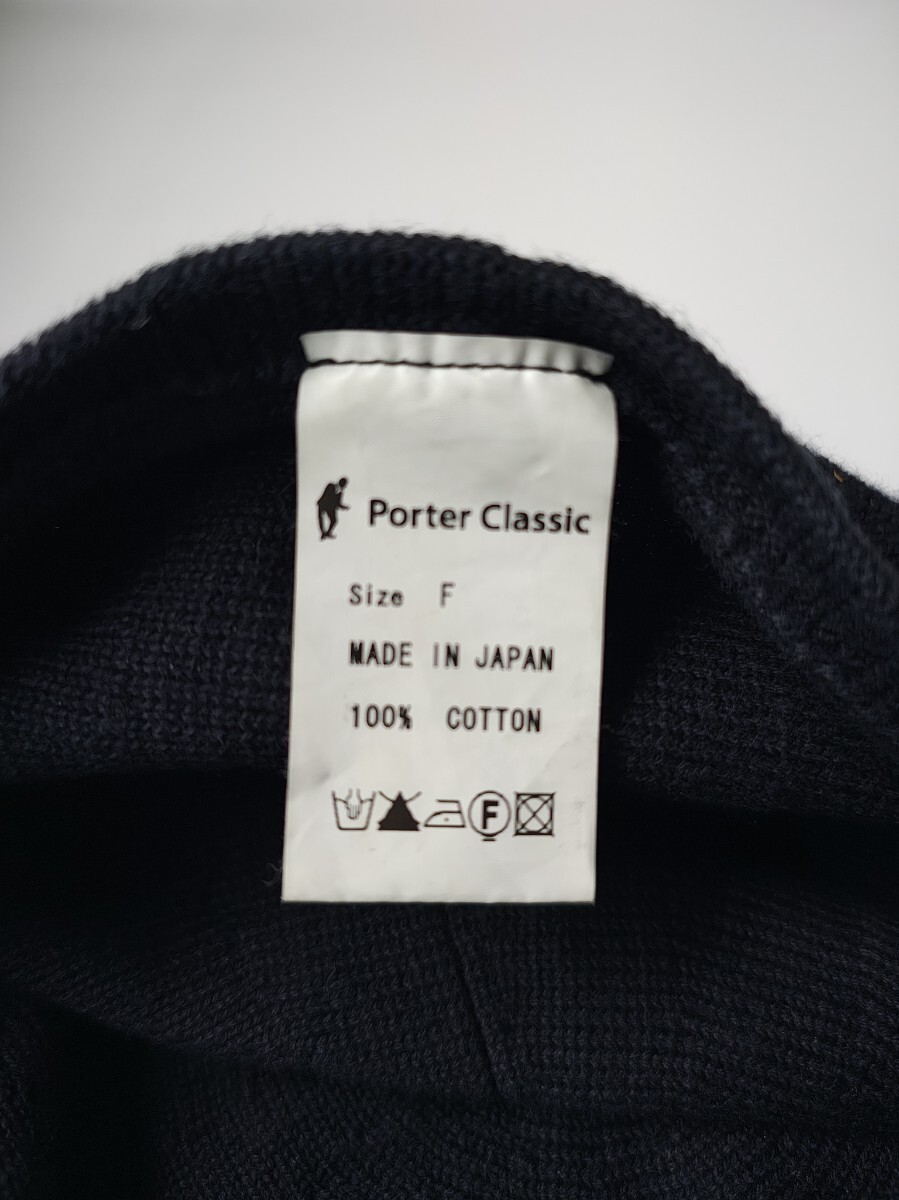 Porter Classic
Size F
MADE IN JAPAN
100% COTTON
F